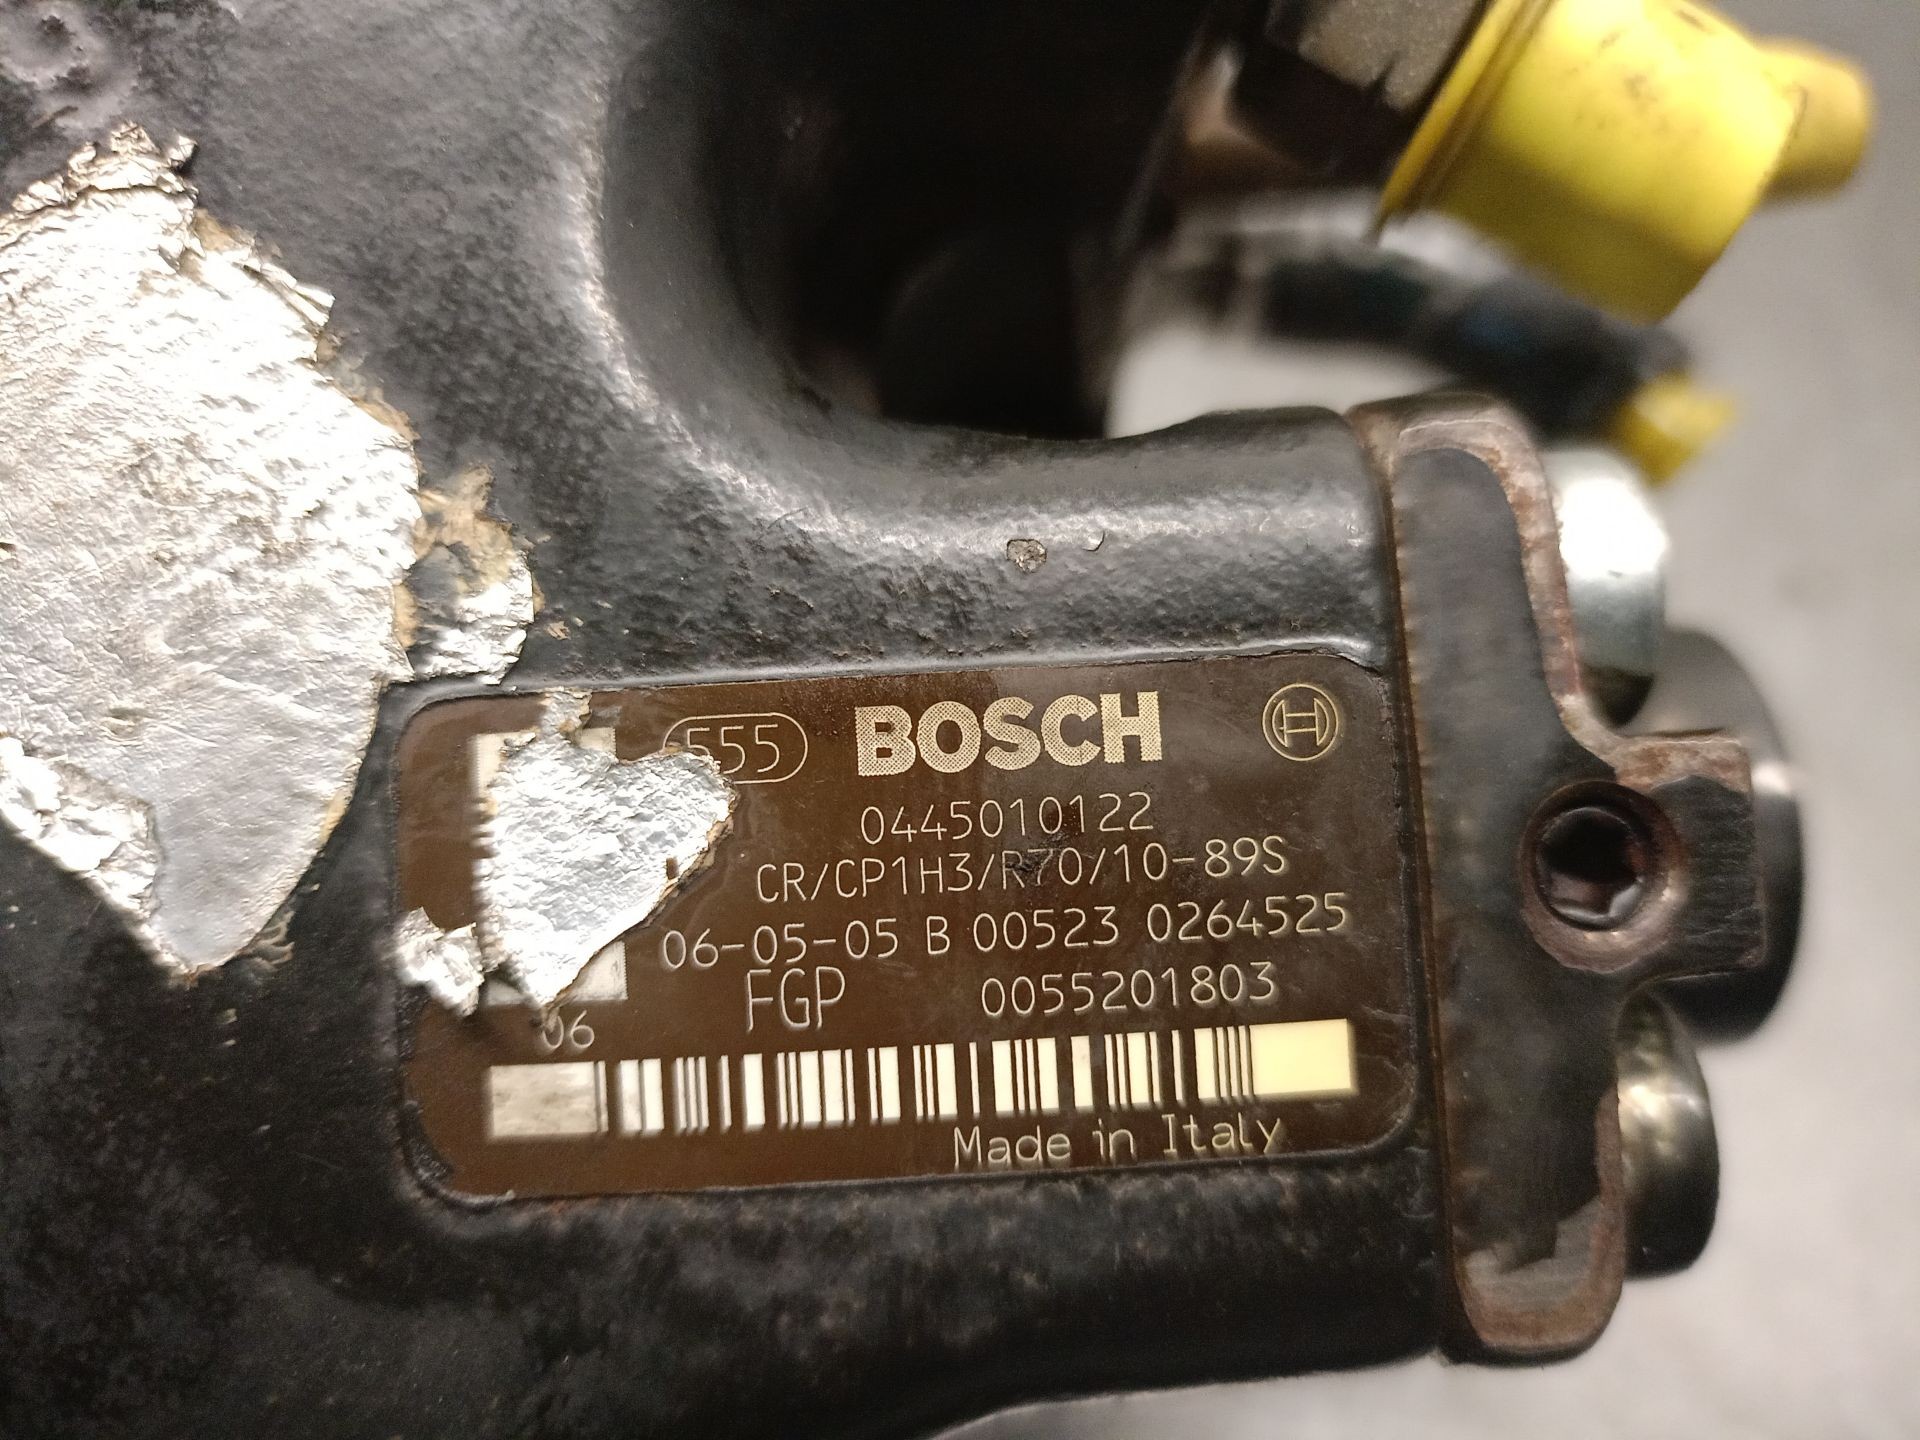 555 BOSCH
0445010122
CR/CP1H3/R70/10-89S
06-05-05 B 00523 0264525
FGP 0055201803
06
Made in Italy